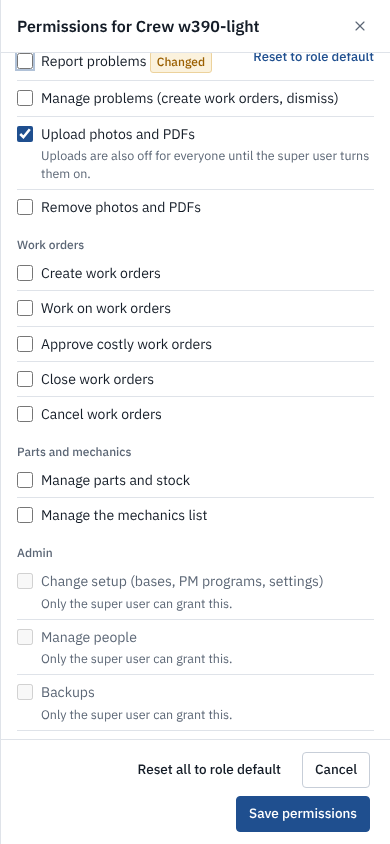 Permissions for Crew w390-light
Report problems Changed Reset to role default
Manage problems (create work orders, dismiss)
Upload photos and PDFs
Uploads are also off for everyone until the super user turns
them on.
Remove photos and PDFs
Work orders
Create work orders
Work on work orders
Approve costly work orders
Close work orders
Cancel work orders
Parts and mechanics
Manage parts and stock
Manage the mechanics list
Admin
Change setup (bases, PM programs, settings)
Only the super user can grant this.
Manage people
Only the super user can grant this.
Backups
Only the super user can grant this.
Reset all to role default Cancel
Save permissions